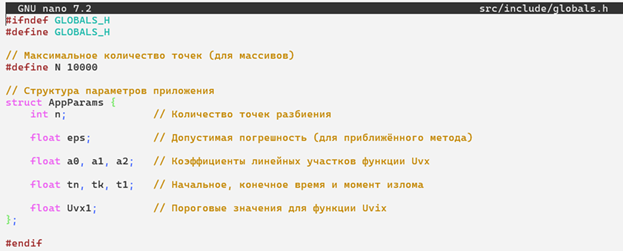 GNU nano 7.2 src/include/globals.h
#ifndef GLOBALS_H
#define GLOBALS_H
// Максимальное количество точек (для массивов)
#define N 10000
// Структура параметров приложения
struct AppParams {
int n; // Количество точек разбиения
float eps; // Допустимая погрешность (для приближённого метода)
float a0, a1, a2; // Коэффициенты линейных участков функции Uvx
float tn, tk, t1; // Начальное, конечное время и момент излома
float Uvx1; // Пороговые значения для функции Uvix
};
#endif